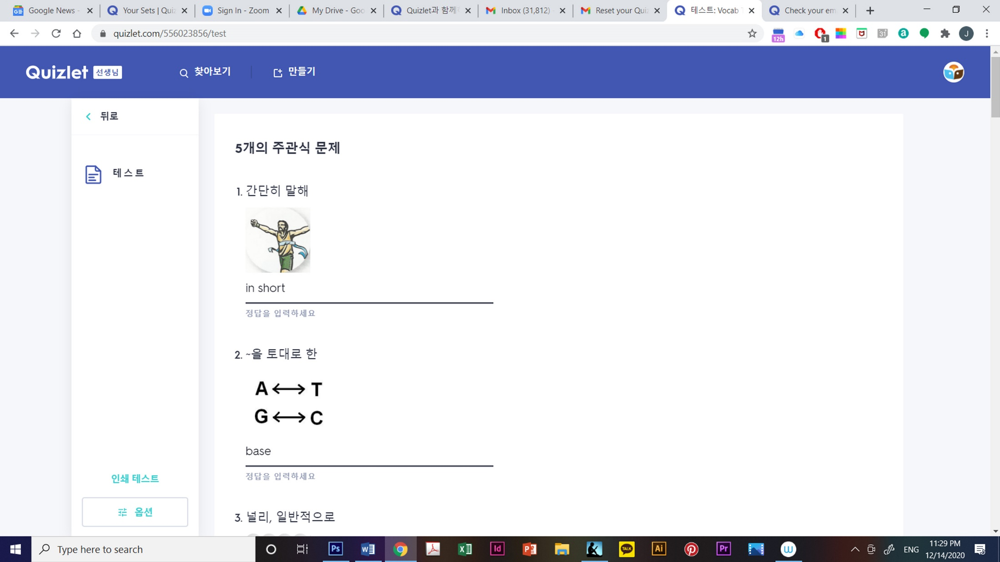 Google News -
Your Sets | Quiz
Sign In - Zoom
My Drive - Goo
Quizlet과 함께
Inbox (31,812)
Reset your Quiz
테스트: Vocab
Check your em
quizlet.com/556023856/test
12h
1
31
a
J
Quizlet 선생님
찾아보기
만들기
뒤로
테스트
인쇄 테스트
옵션
5개의 주관식 문제
1. 간단히 말해
in short
정답을 입력하세요
2. ~을 토대로 한
A ⟷ T
G ⟷ C
base
정답을 입력하세요
3. 널리, 일반적으로
Type here to search
Ps
W
X
Id
P
TALK
Ai
Pr
W
ENG
11:29 PM
12/14/2020